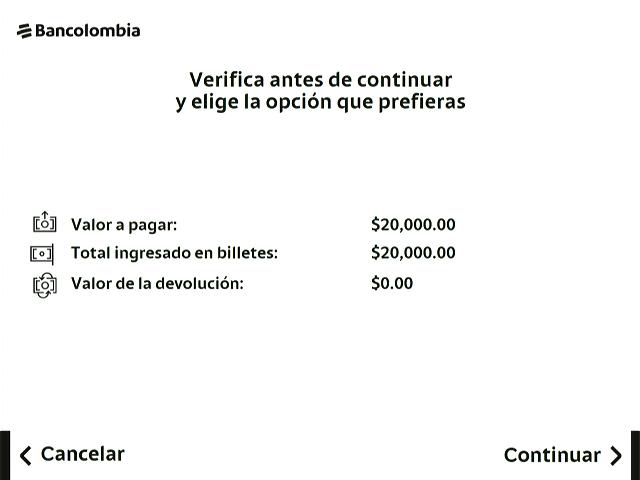 Bancolombia
Verifica antes de continuar
y elige la opción que prefieras
Valor a pagar: $20,000.00
Total ingresado en billetes: $20,000.00
Valor de la devolución: $0.00
Cancelar
Continuar